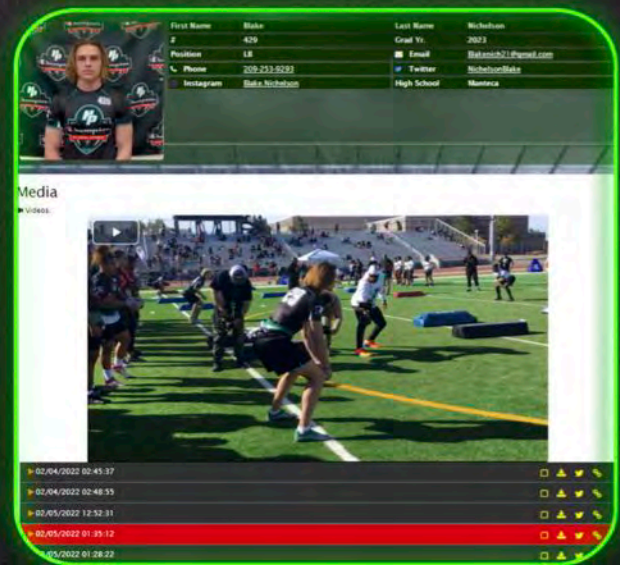 First Name Blake Last Name Nichelson
# 429 Grad Yr. 2023
Position LB Email Blakenich21@gmail.com
Phone 209-253-9293 Twitter NichelsonBlake
Instagram Blake.Nichelson High School Manteca
Media
Videos
02/04/2022 02:45:37
02/04/2022 02:48:55
02/05/2022 12:52:31
02/05/2022 01:35:12
02/05/2022 01:28:22